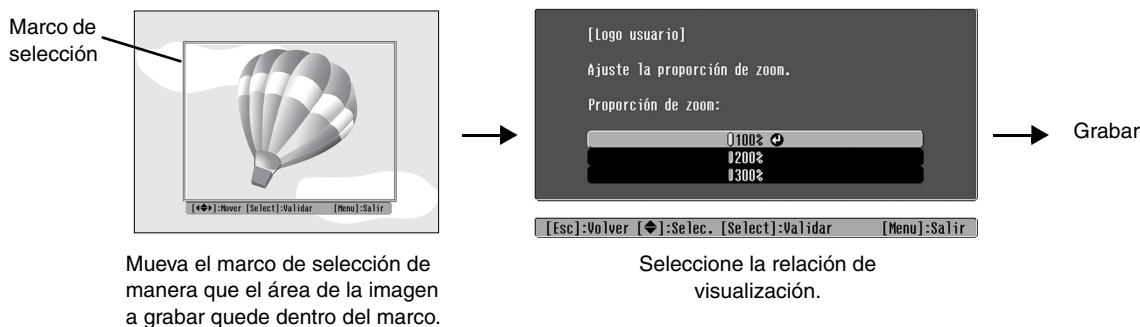 Marco de
selección
[◄◆►]:Mover [Select]:Validar [Menu]:Salir
Mueva el marco de selección de
manera que el área de la imagen
a grabar quede dentro del marco.
[Logo usuario]
Ajuste la proporción de zoom.
Proporción de zoom:
100%
200%
300%
[Esc]:Volver [◆]:Selec. [Select]:Validar [Menu]:Salir
Seleccione la relación de
visualización.
Grabar